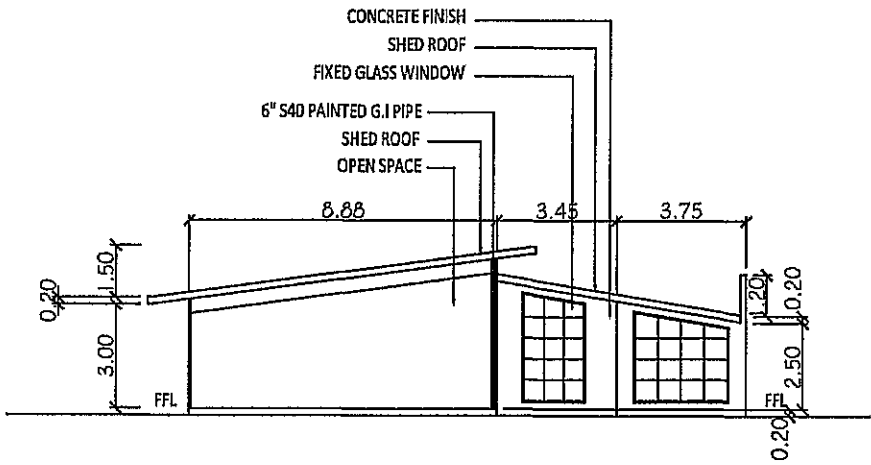 CONCRETE FINISH
SHED ROOF
FIXED GLASS WINDOW
6" S40 PAINTED G.I PIPE
SHED ROOF
OPEN SPACE
8.88
3.45
3.75
1.50
0.20
3.00
1.20
0.20
2.50
FFL
FFL
0.20